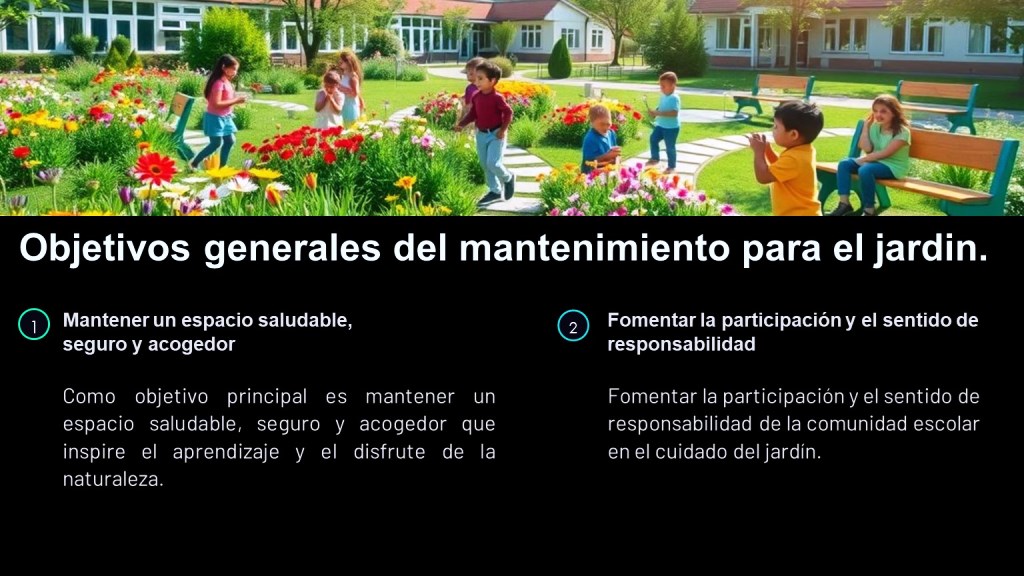 Objetivos generales del mantenimiento para el jardin.
1
Mantener un espacio saludable,
seguro y acogedor
Como objetivo principal es mantener un
espacio saludable, seguro y acogedor que
inspire el aprendizaje y el disfrute de la
naturaleza.
2
Fomentar la participación y el sentido de
responsabilidad
Fomentar la participación y el sentido de
responsabilidad de la comunidad escolar
en el cuidado del jardín.